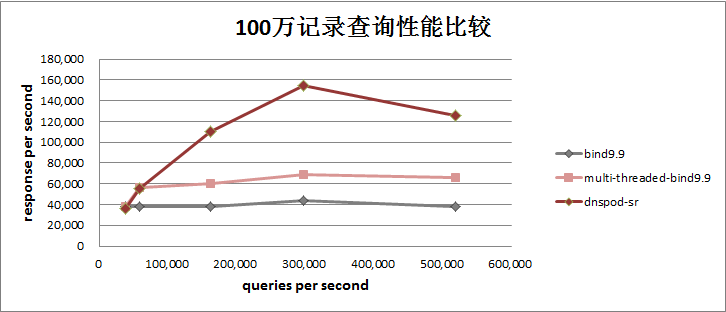 100万记录查询性能比较
response per second
180,000
160,000
140,000
120,000
100,000
80,000
60,000
40,000
20,000
0
0 100,000 200,000 300,000 400,000 500,000 600,000
queries per second
bind9.9
multi-threaded-bind9.9
dnspod-sr